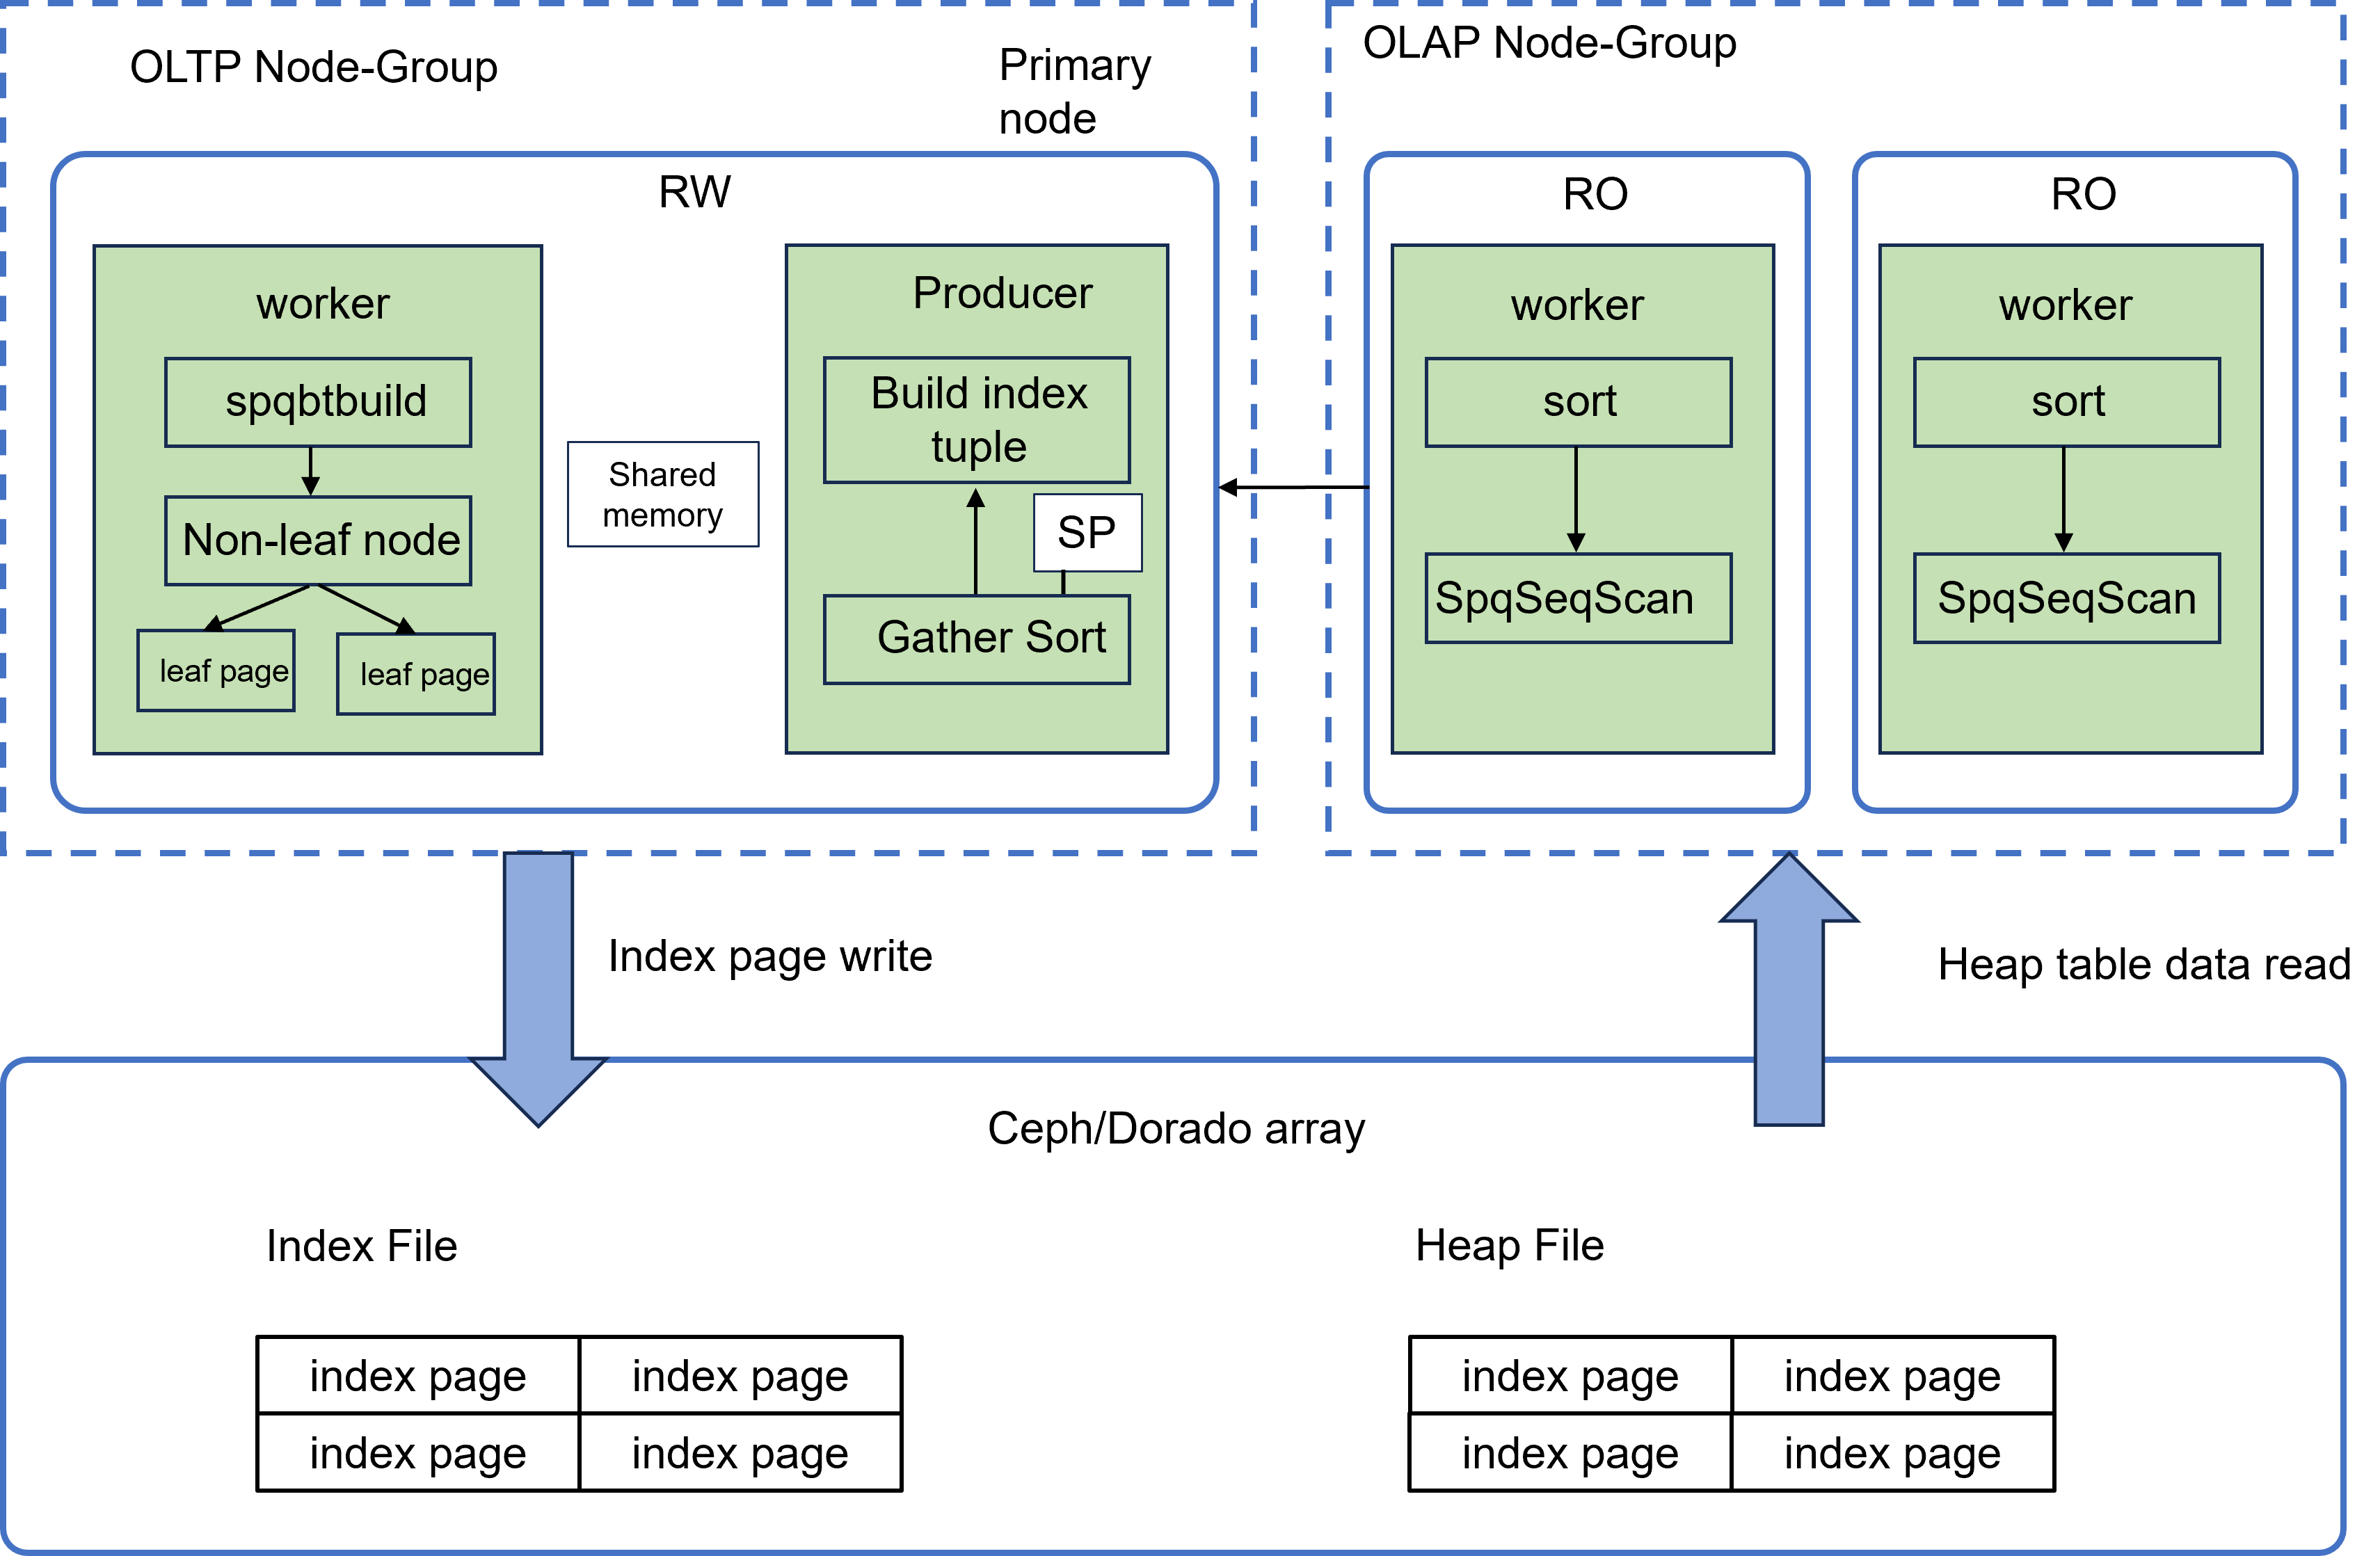 OLTP Node-Group
Primary
node
RW
worker
spqbtbuild
Non-leaf node
leaf page
leaf page
Shared
memory
Producer
Build index
tuple
SP
Gather Sort
OLAP Node-Group
RO
worker
sort
SpqSeqScan
RO
worker
sort
SpqSeqScan
Index page write
Heap table data read
Ceph/Dorado array
Index File
index page index page
index page index page
Heap File
index page index page
index page index page